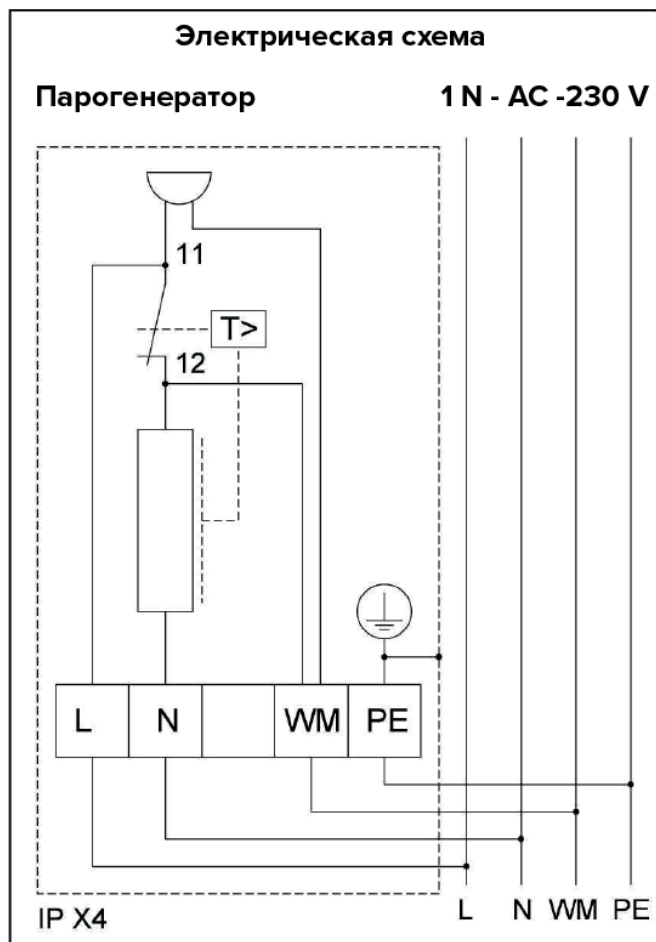 Электрическая схема
Парогенератор 1 N - AC -230 V
11
T>
12
L N WM PE
L N WM PE
IP X4